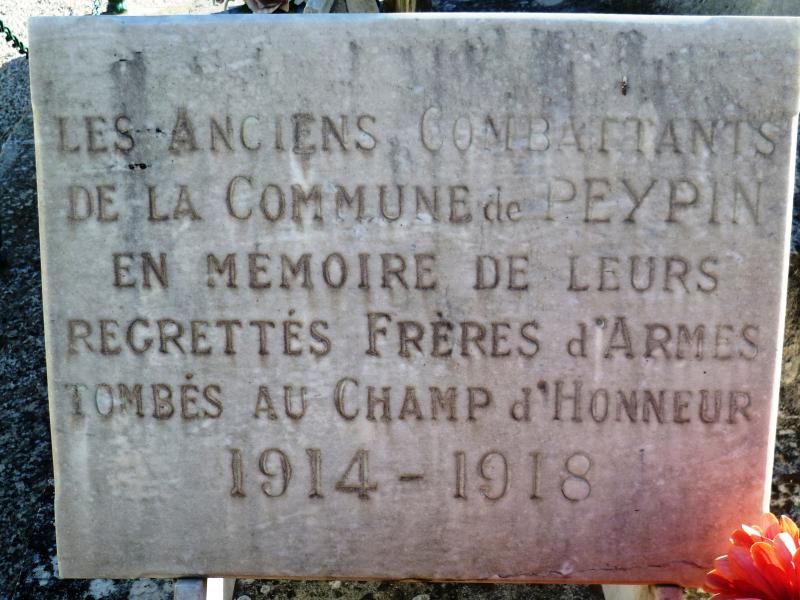 LES ANCIENS COMBATTANTS
DE LA COMMUNE de PEYPIN
EN MÉMOIRE DE LEURS
REGRETTÉS FRÈRES d'ARMES
TOMBÉS AU CHAMP d'HONNEUR
1914 - 1918